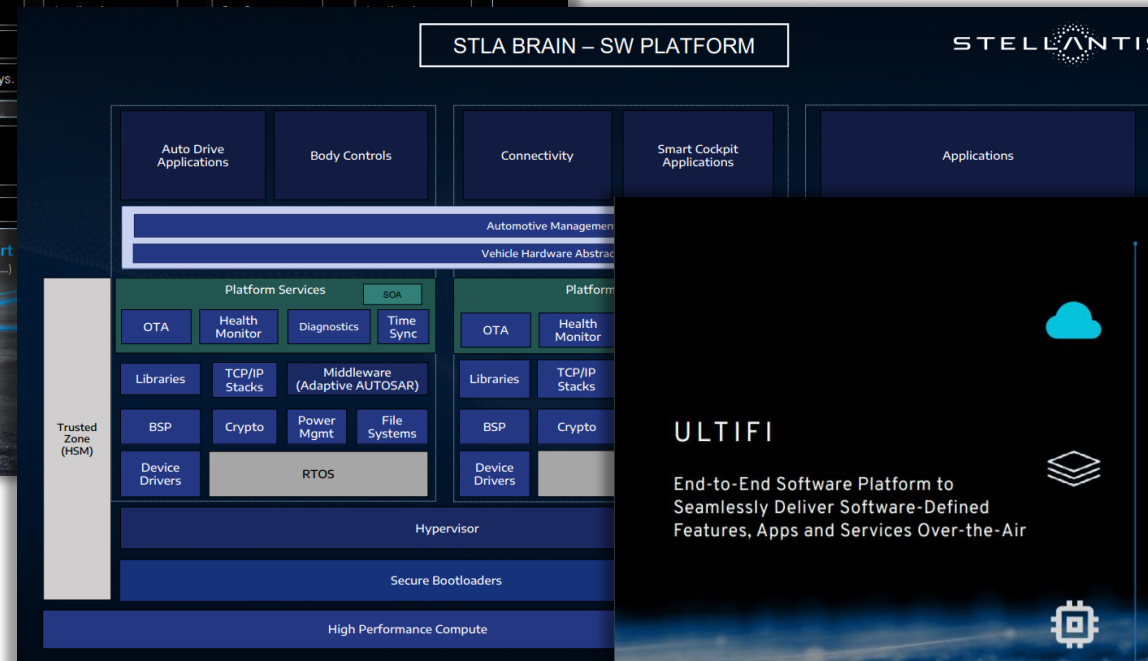 STLA BRAIN – SW PLATFORM
STELLANTIS
ys.
rt
...)
Auto Drive
Applications
Body Controls
Connectivity
Smart Cockpit
Applications
Applications
Automotive Managemen
Vehicle Hardware Abstrac
Platform Services
SOA
OTA
Health
Monitor
Diagnostics
Time
Sync
Platform
OTA
Health
Monitor
Libraries
TCP/IP
Stacks
Middleware
(Adaptive AUTOSAR)
Libraries
TCP/IP
Stacks
Trusted
Zone
(HSM)
BSP
Crypto
Power
Mgmt
File
Systems
BSP
Crypto
Device
Drivers
RTOS
Device
Drivers
Hypervisor
Secure Bootloaders
High Performance Compute
ULTIFI
End-to-End Software Platform to
Seamlessly Deliver Software-Defined
Features, Apps and Services Over-the-Air